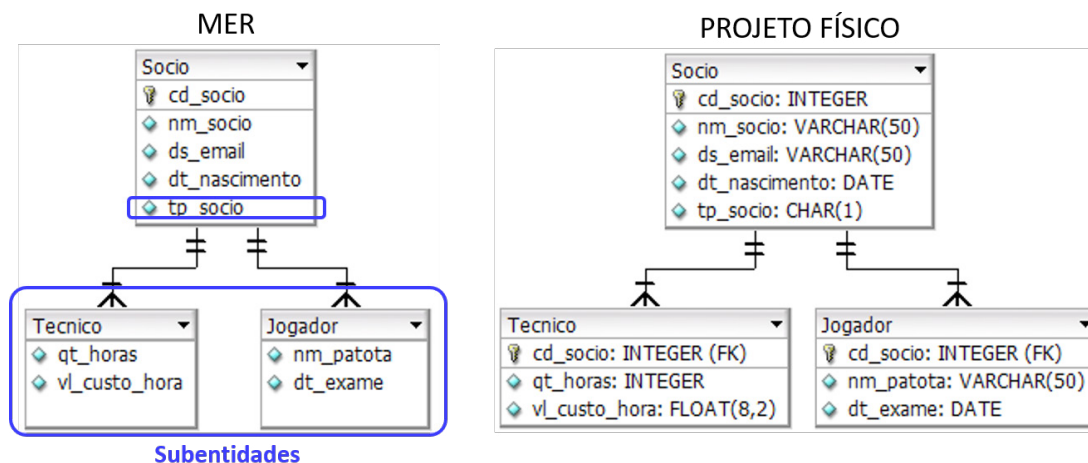 MER
Socio
cd_socio
nm_socio
ds_email
dt_nascimento
tp_socio
Tecnico
qt_horas
vl_custo_hora
Jogador
nm_patota
dt_exame
Subentidades
PROJETO FÍSICO
Socio
cd_socio: INTEGER
nm_socio: VARCHAR(50)
ds_email: VARCHAR(50)
dt_nascimento: DATE
tp_socio: CHAR(1)
Tecnico
cd_socio: INTEGER (FK)
qt_horas: INTEGER
vl_custo_hora: FLOAT(8,2)
Jogador
cd_socio: INTEGER (FK)
nm_patota: VARCHAR(50)
dt_exame: DATE